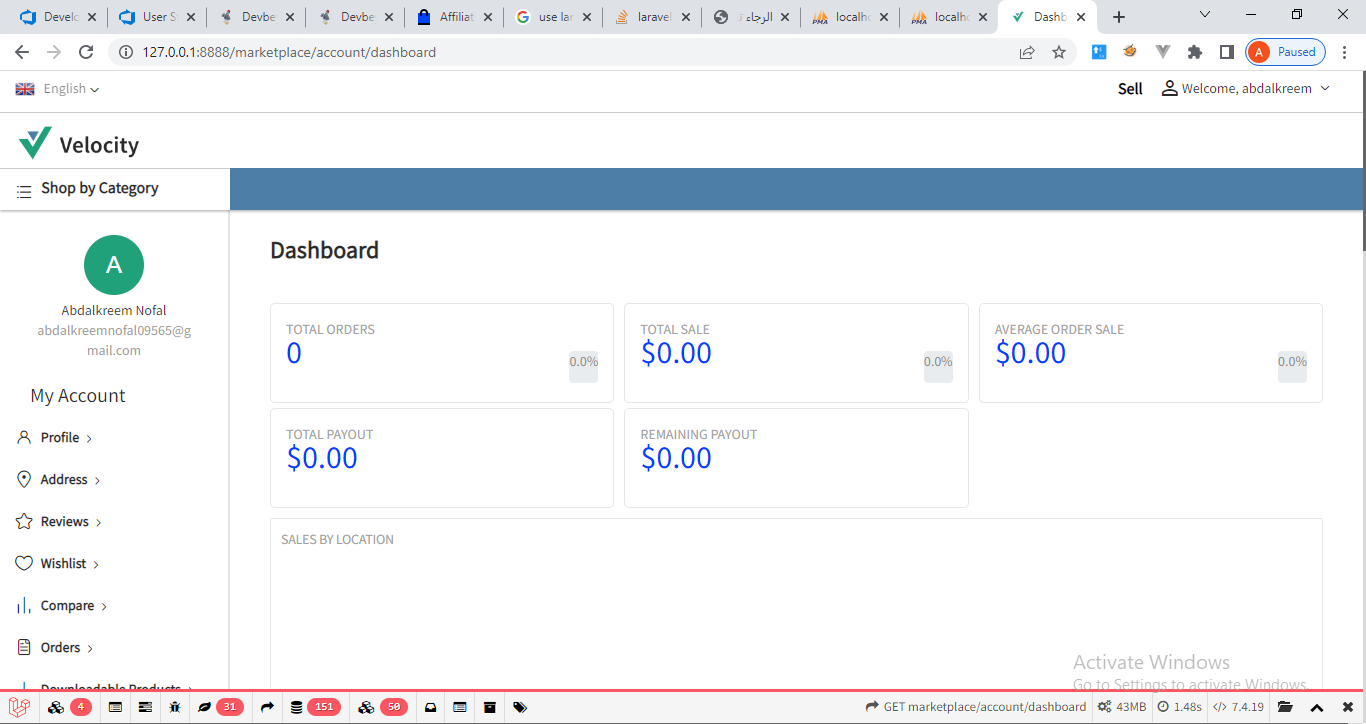 Develo
User S
Devbe
Devbe
Affiliat
use lar
laravel
الرجاء
localho
localho
Dashb
127.0.0.1:8888/marketplace/account/dashboard
A Paused
English
Sell
Welcome, abdalkreem
Velocity
Shop by Category
A
Abdalkreem Nofal
abdalkreemnofal09565@g
mail.com
My Account
Profile
Address
Reviews
Wishlist
Compare
Orders
Downloadable Products
Dashboard
TOTAL ORDERS
0
0.0%
TOTAL SALE
$0.00
0.0%
AVERAGE ORDER SALE
$0.00
0.0%
TOTAL PAYOUT
$0.00
REMAINING PAYOUT
$0.00
SALES BY LOCATION
Activate Windows
Go to Settings to activate Windows.
4
31
151
50
GET marketplace/account/dashboard
43MB
1.48s
7.4.19